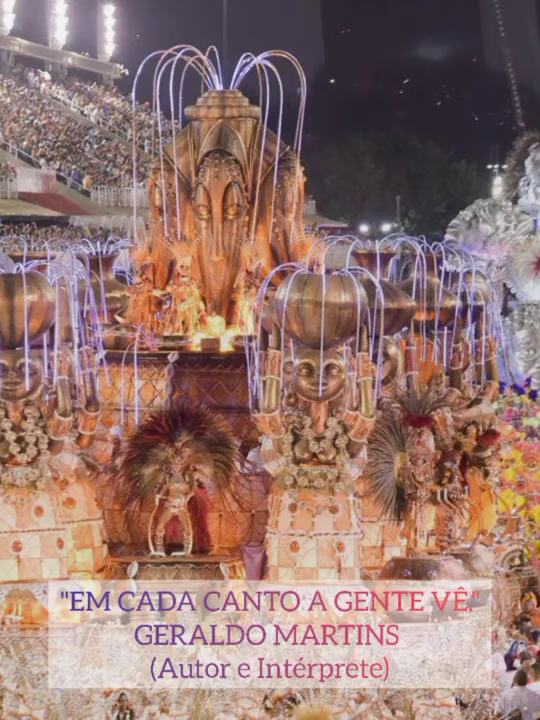 "EM CADA CANTO A GENTE VÊ."
GERALDO MARTINS
(Autor e Intérprete)